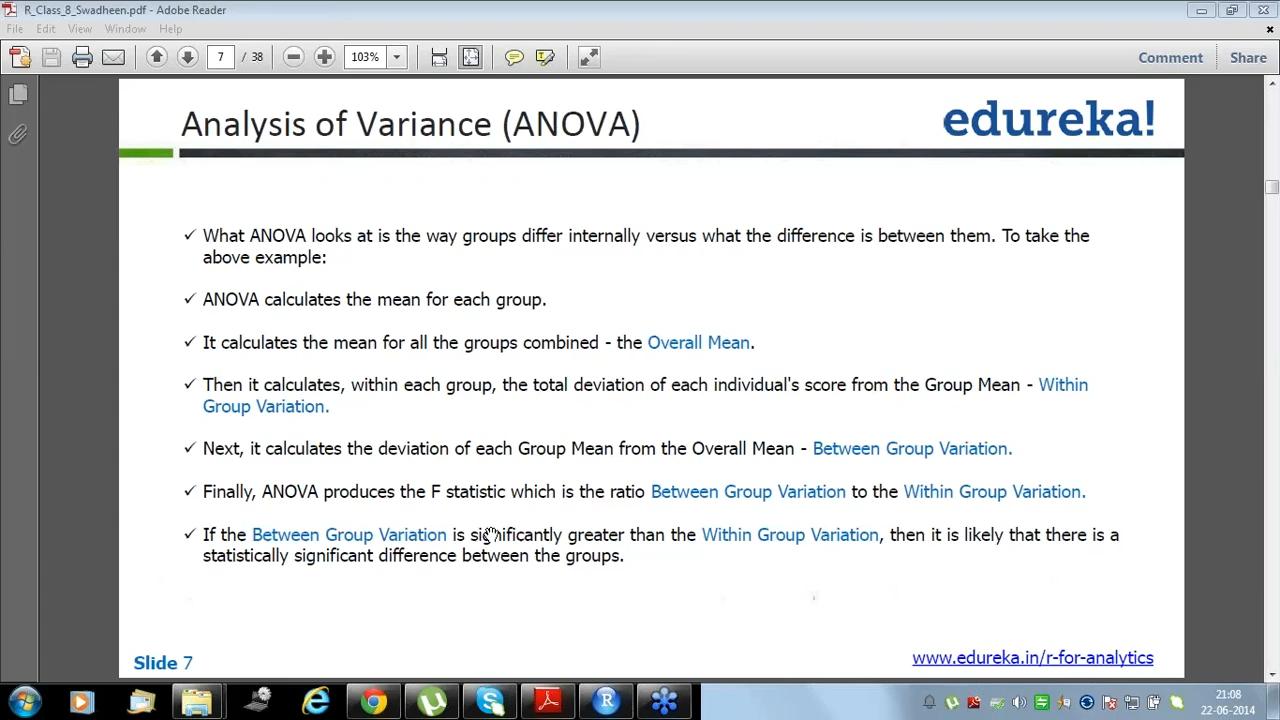 R_Class_8_Swadheen.pdf - Adobe Reader
File Edit View Window Help
7 / 38 103% Comment Share
Analysis of Variance (ANOVA)
edureka!
✓ What ANOVA looks at is the way groups differ internally versus what the difference is between them. To take the
above example:
✓ ANOVA calculates the mean for each group.
✓ It calculates the mean for all the groups combined - the Overall Mean.
✓ Then it calculates, within each group, the total deviation of each individual's score from the Group Mean - Within
Group Variation.
✓ Next, it calculates the deviation of each Group Mean from the Overall Mean - Between Group Variation.
✓ Finally, ANOVA produces the F statistic which is the ratio Between Group Variation to the Within Group Variation.
✓ If the Between Group Variation is significantly greater than the Within Group Variation, then it is likely that there is a
statistically significant difference between the groups.
Slide 7
www.edureka.in/r-for-analytics
21:08
22-06-2014